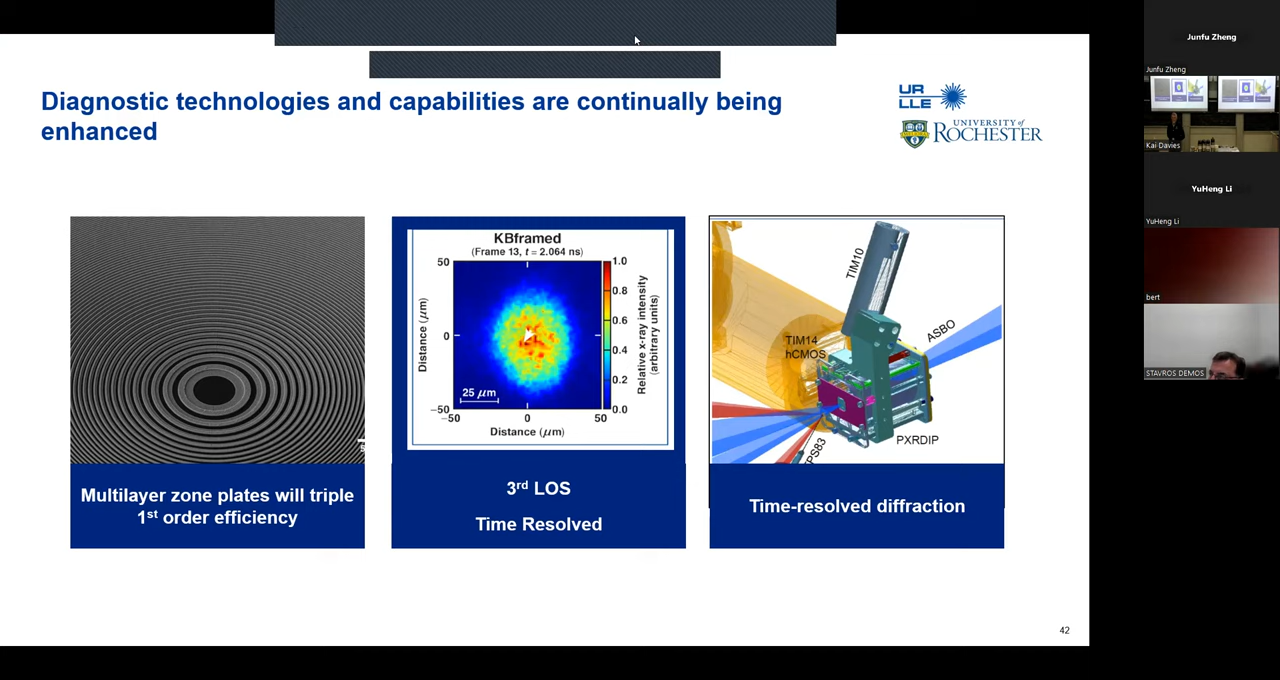 Diagnostic technologies and capabilities are continually being
enhanced
UR
LLE
UNIVERSITY of
ROCHESTER
Multilayer zone plates will triple
1st order efficiency
KBframed
(Frame 13, t = 2.064 ns)
50
0
−50
−50
0
50
Distance (μm)
Distance (μm)
25 μm
1.0
0.8
0.6
0.4
0.2
0.0
Relative x-ray intensity
(arbitrary units)
3rd LOS
Time Resolved
TIM10
TIM14
hCMOS
ASBO
PXRDIP
TPS83
Time-resolved diffraction
42
Junfu Zheng
Junfu Zheng
Kai Davies
YuHeng Li
YuHeng Li
bert
STAVROS DEMOS